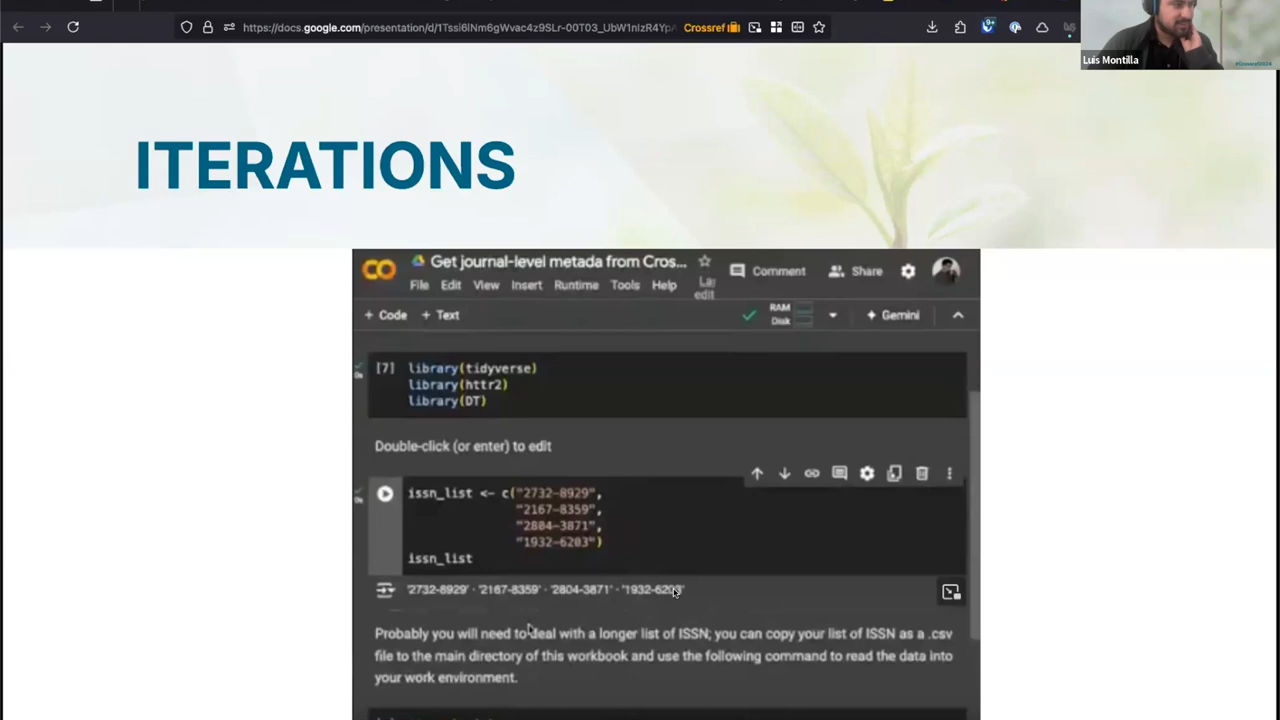 https://docs.google.com/presentation/d/1Tssi6lNm6gWvac4z9SLr-00T03_UbW1nIzR4Yp
Crossref
9+
Luis Montilla
ITERATIONS
CO
Get journal-level metada from Cros...
Comment
Share
File Edit View Insert Runtime Tools Help
La
edit
+ Code + Text
RAM
Disk
Gemini
[7] library(tidyverse)
library(httr2)
library(DT)
Double-click (or enter) to edit
issn_list <- c("2732-8929",
"2167-8359",
"2804-3871",
"1932-6203")
issn_list
'2732-8929' · '2167-8359' · '2804-3871' · '1932-6203'
Probably you will need to deal with a longer list of ISSN; you can copy your list of ISSN as a .csv
file to the main directory of this workbook and use the following command to read the data into
your work environment.